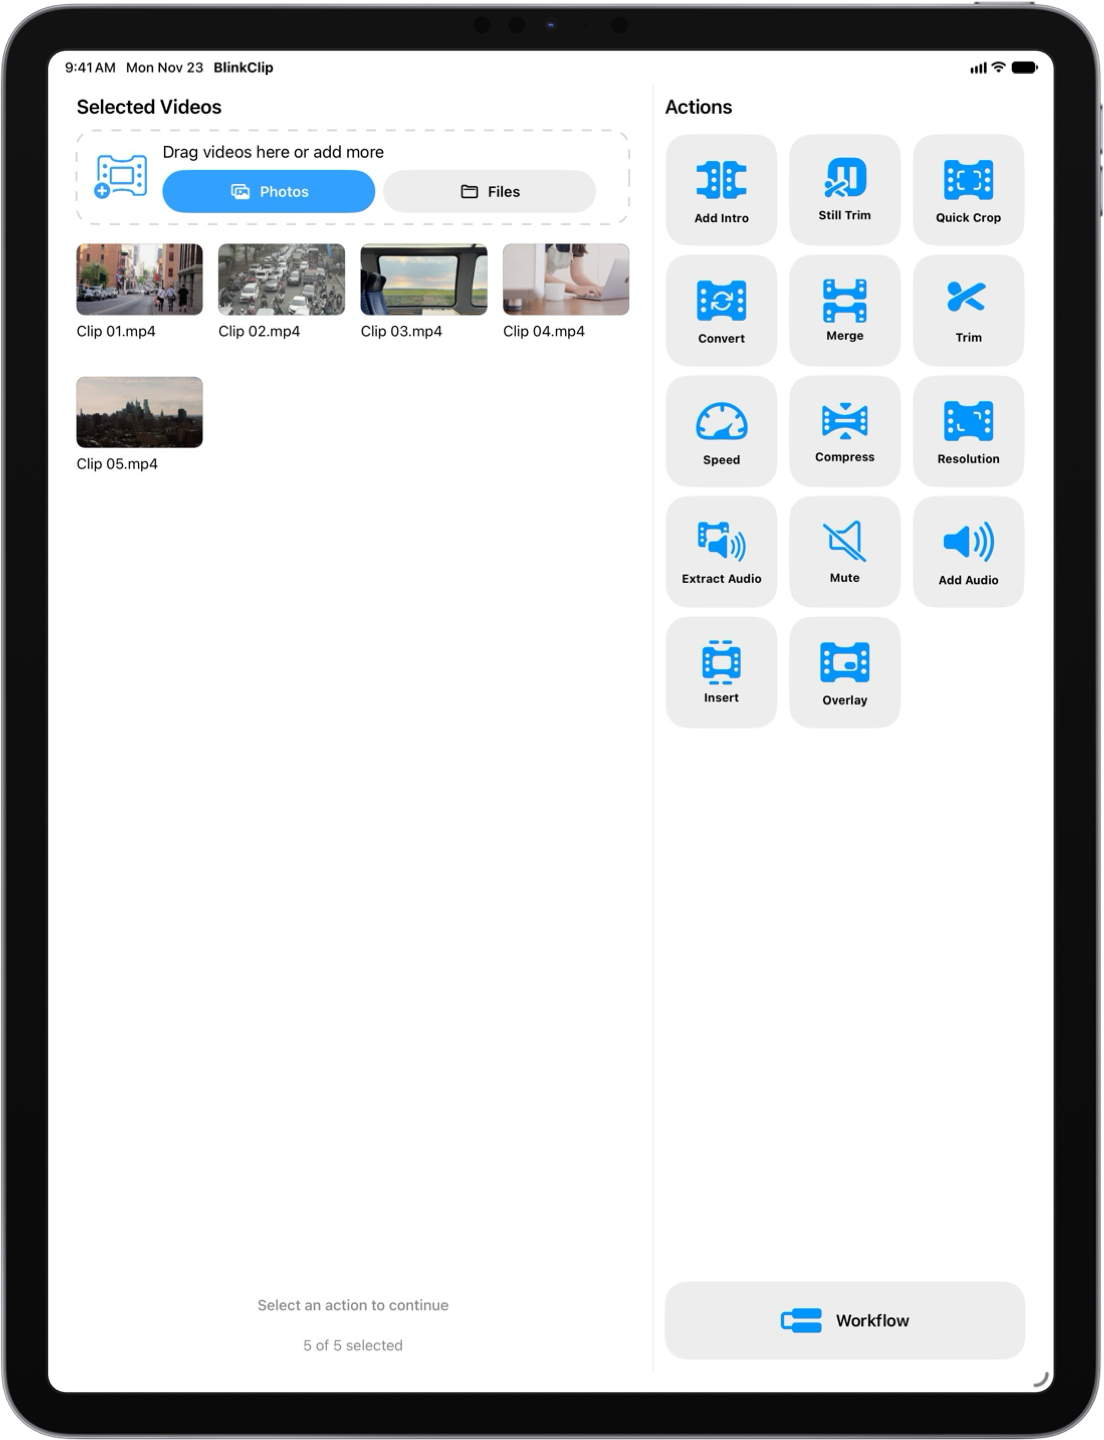 9:41 AM Mon Nov 23 BlinkClip
Selected Videos
Drag videos here or add more
Photos
Files
Clip 01.mp4
Clip 02.mp4
Clip 03.mp4
Clip 04.mp4
Clip 05.mp4
Select an action to continue
5 of 5 selected
Actions
Add Intro
Still Trim
Quick Crop
Convert
Merge
Trim
Speed
Compress
Resolution
Extract Audio
Mute
Add Audio
Insert
Overlay
Workflow